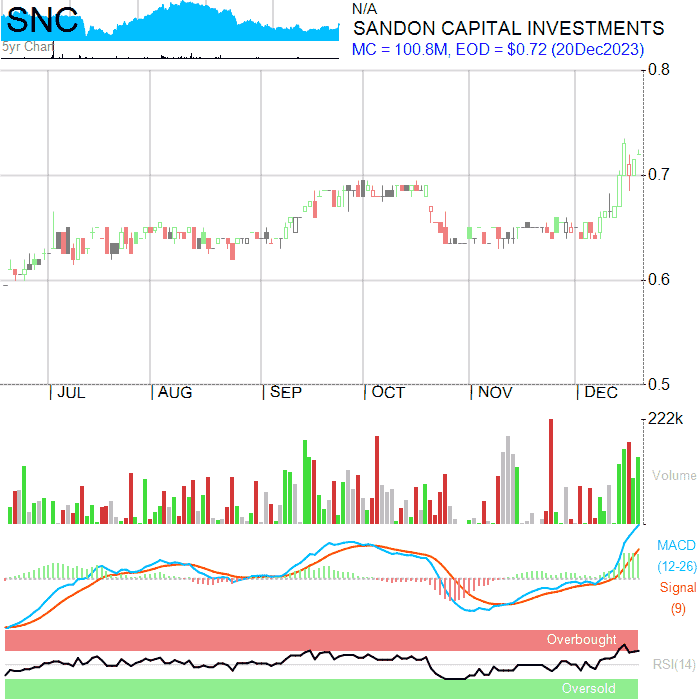 SNC
N/A
SANDON CAPITAL INVESTMENTS
5yr Chart
MC = 100.8M, EOD = $0.72 (20Dec2023)
0.8
0.7
0.6
0.5
JUL AUG SEP OCT NOV DEC
222k
Volume
MACD
(12-26)
Signal
(9)
Overbought
RSI(14)
Oversold